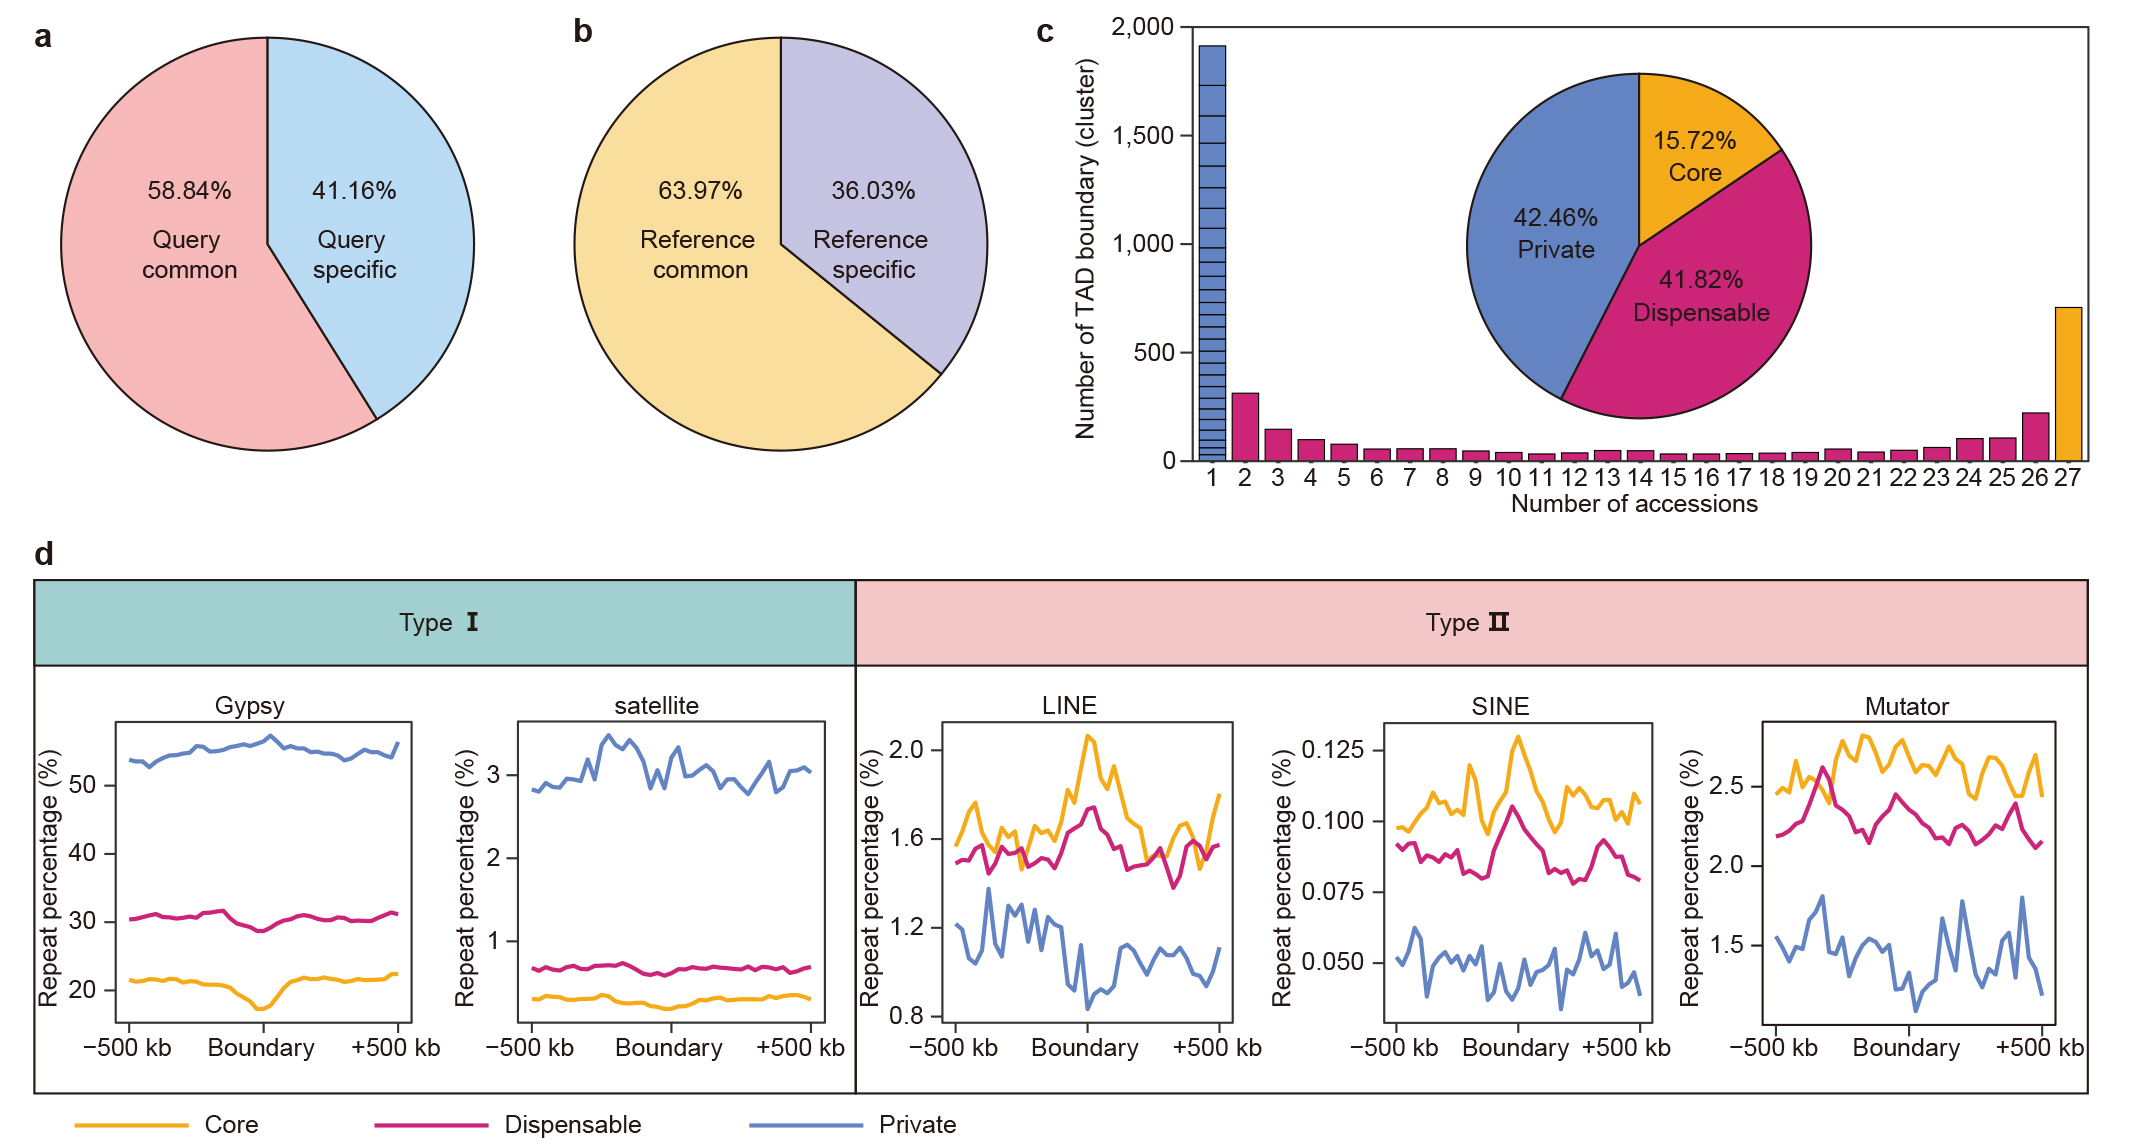 a
58.84%
Query
common
41.16%
Query
specific
b
63.97%
Reference
common
36.03%
Reference
specific
c
Number of TAD boundary (cluster)
2,000
1,500
1,000
500
0
15.72%
Core
42.46%
Private
41.82%
Dispensable
1 2 3 4 5 6 7 8 9 10 11 12 13 14 15 16 17 18 19 20 21 22 23 24 25 26 27
Number of accessions
d
Type I
Type II
Gypsy
Repeat percentage (%)
50
40
30
20
−500 kb Boundary +500 kb
satellite
Repeat percentage (%)
3
2
1
−500 kb Boundary +500 kb
LINE
Repeat percentage (%)
2.0
1.6
1.2
0.8
−500 kb Boundary +500 kb
SINE
Repeat percentage (%)
0.125
0.100
0.075
0.050
−500 kb Boundary +500 kb
Mutator
Repeat percentage (%)
2.5
2.0
1.5
−500 kb Boundary +500 kb
Core Dispensable Private